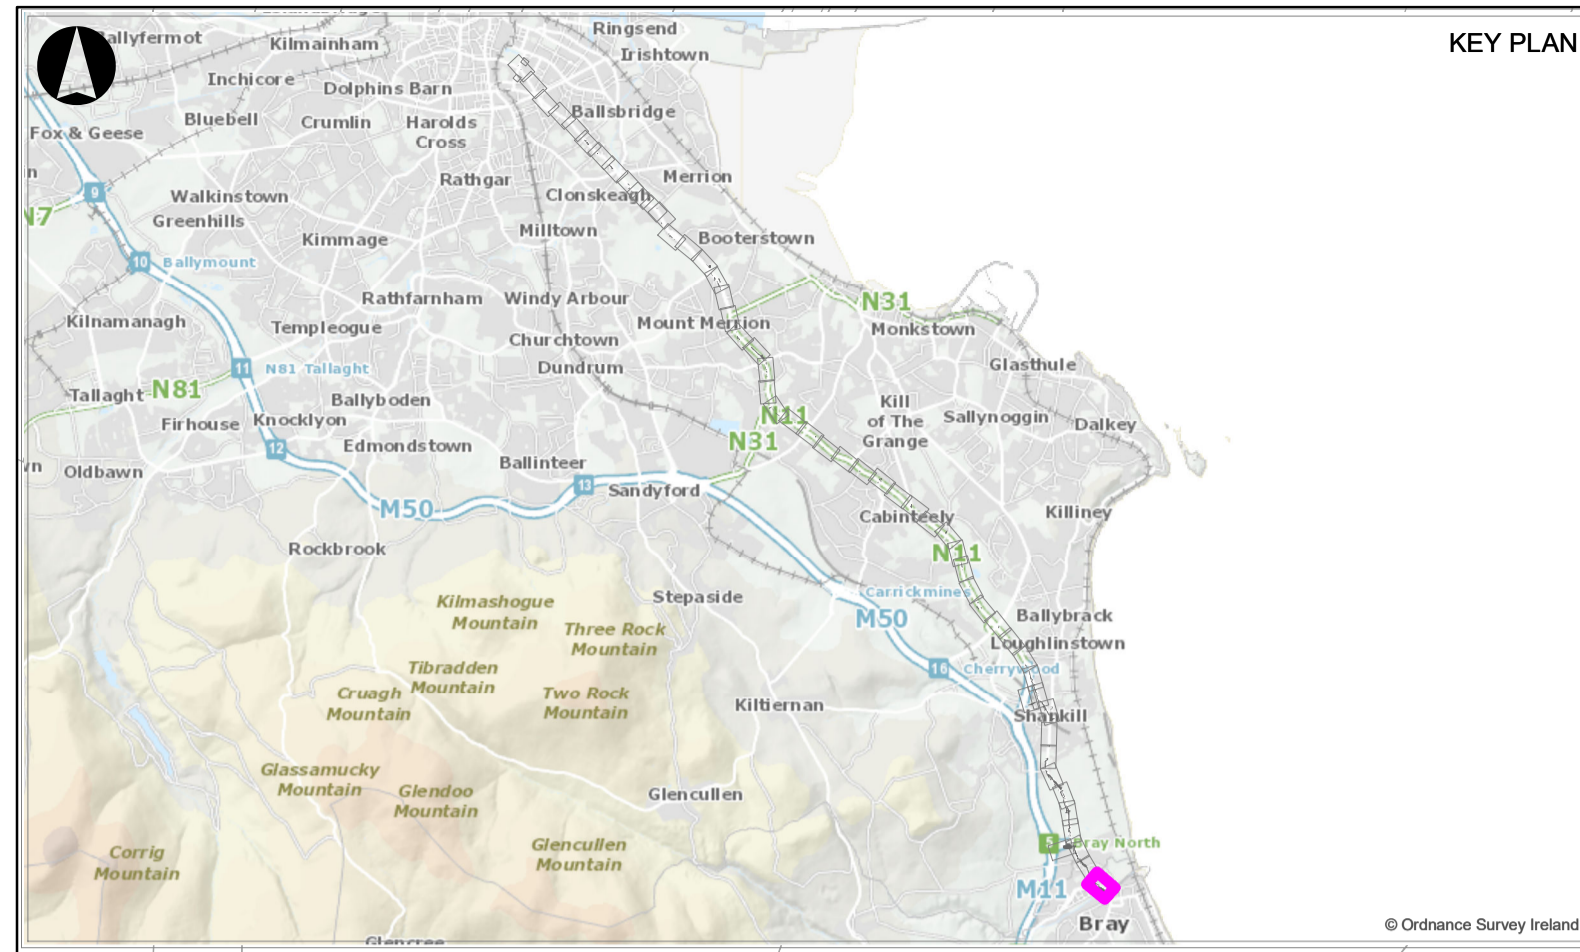 KEY PLAN
Ringsend
Ballyfermot
Kilmainham
Irishtown
Inchicore
Dolphins Barn
Ballsbridge
Bluebell
Crumlin
Harolds
Cross
Fox & Geese
Rathgar
Merrion
9
Walkinstown
Clonskeagh
N7
Greenhills
Milltown
Kimmage
Booterstown
10
Ballymount
Rathfarnham
Windy Arbour
N31
Kilnamanagh
Templeogue
Mount Merrion
Monkstown
Churchtown
11
N81 Tallaght
Dundrum
Glasthule
Tallaght
N81
Ballyboden
Kill
of The
Grange
Firhouse
Knocklyon
N11
Sallynoggin
Dalkey
12
Edmondstown
N31
Oldbawn
Ballinteer
13
Sandyford
M50
Cabinteely
Killiney
Rockbrook
N11
Kilmashogue
Mountain
Stepaside
Carrickmines
M50
Ballybrack
Three Rock
Mountain
Loughlinstown
Tibradden
Mountain
16
Cherrywood
Cruagh
Mountain
Two Rock
Mountain
Kiltiernan
Shankill
Glassamucky
Mountain
Glendoo
Mountain
Glencullen
Corrig
Mountain
Glencullen
Mountain
5
Bray North
M11
Bray
© Ordnance Survey Ireland
Glencree